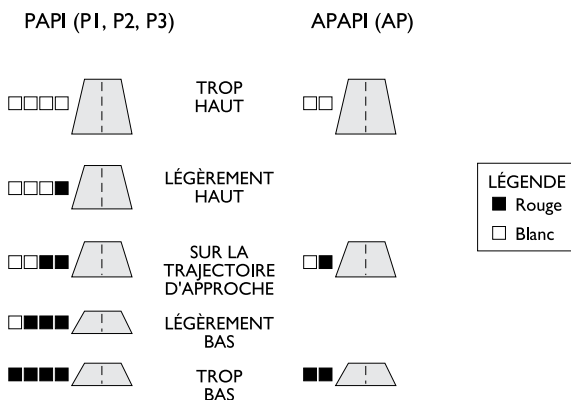 PAPI (P1, P2, P3)
APAPI (AP)
TROP
HAUT
LÉGÈREMENT
HAUT
SUR LA
TRAJECTOIRE
D'APPROCHE
LÉGÈREMENT
BAS
TROP
BAS
LÉGENDE
Rouge
Blanc